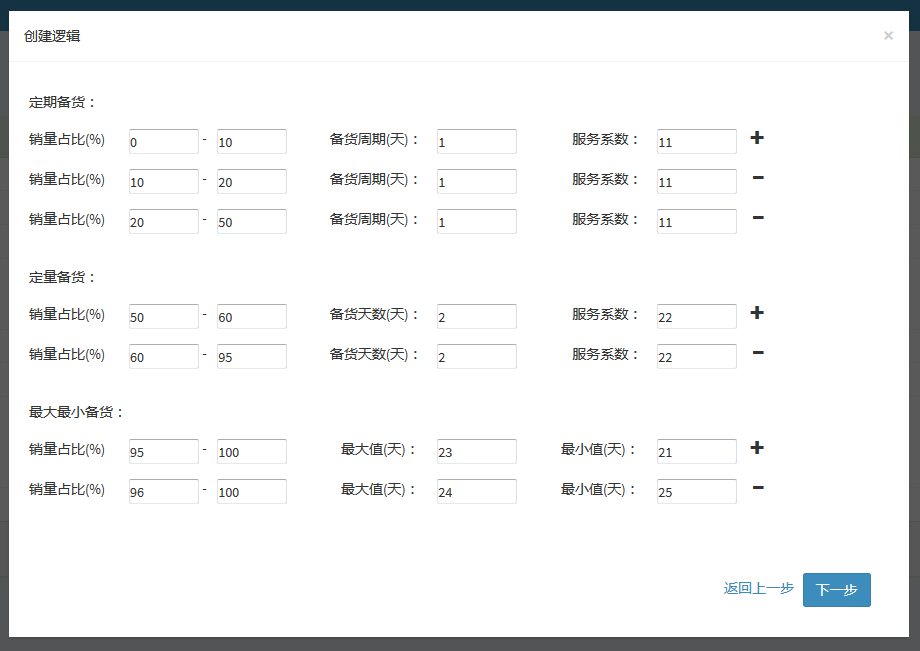 创建逻辑 ×
定期备货：
销量占比(%) 0 - 10 备货周期(天)： 1 服务系数： 11 +
销量占比(%) 10 - 20 备货周期(天)： 1 服务系数： 11 −
销量占比(%) 20 - 50 备货周期(天)： 1 服务系数： 11 −
定量备货：
销量占比(%) 50 - 60 备货天数(天)： 2 服务系数： 22 +
销量占比(%) 60 - 95 备货天数(天)： 2 服务系数： 22 −
最大最小备货：
销量占比(%) 95 - 100 最大值(天)： 23 最小值(天)： 21 +
销量占比(%) 96 - 100 最大值(天)： 24 最小值(天)： 25 −
返回上一步 下一步